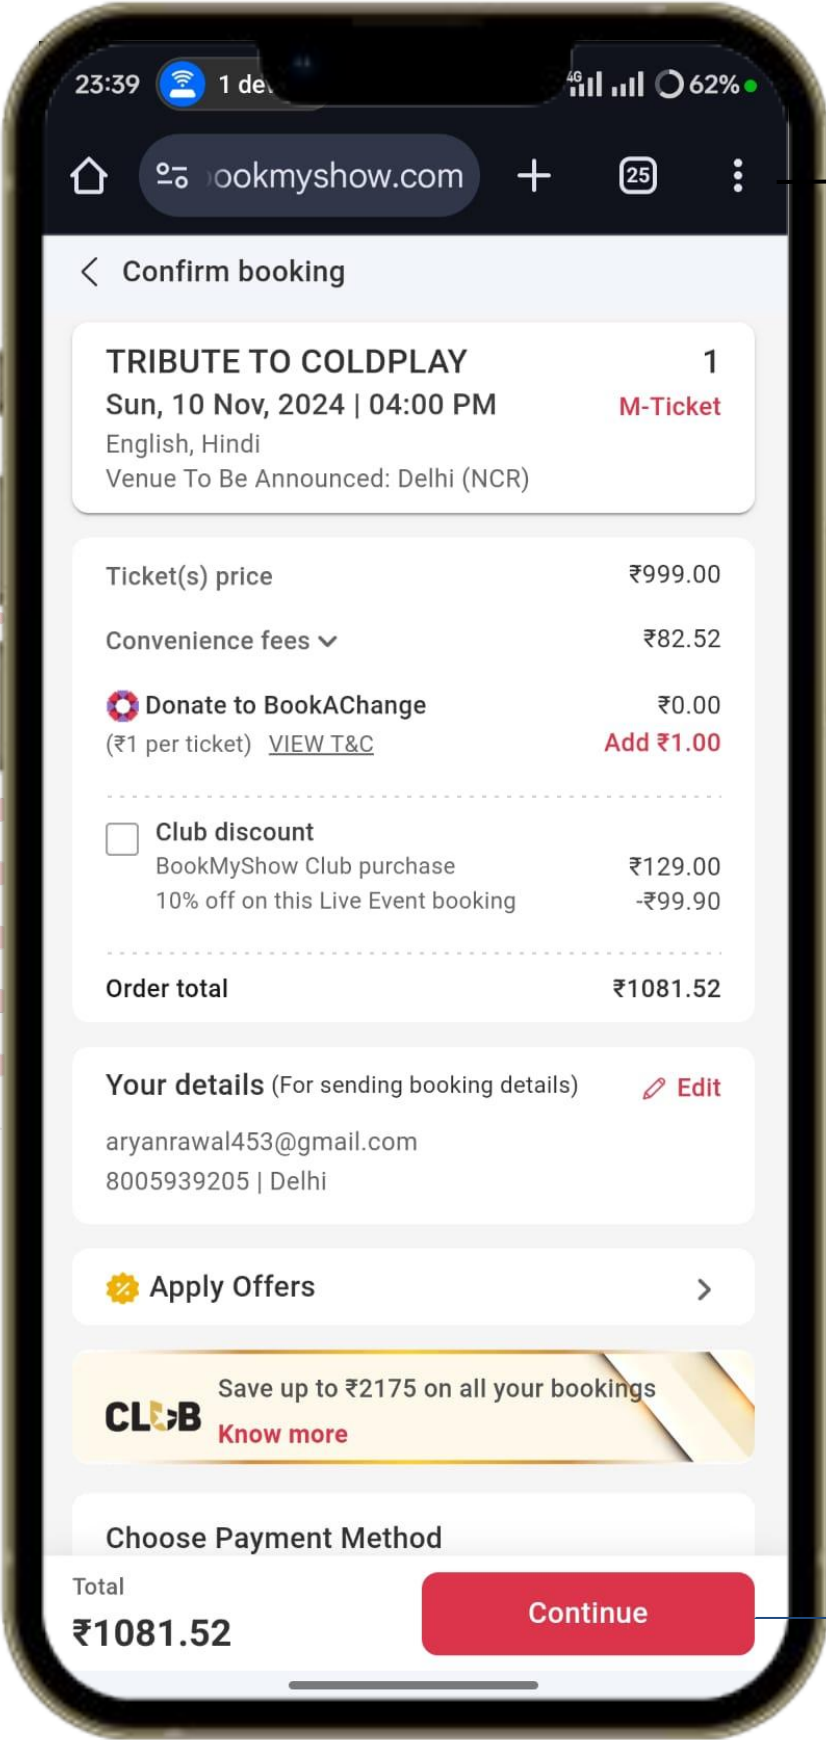 23:39 1 de
4G 62%
ookmyshow.com 25
Confirm booking
TRIBUTE TO COLDPLAY 1
Sun, 10 Nov, 2024 | 04:00 PM M-Ticket
English, Hindi
Venue To Be Announced: Delhi (NCR)
Ticket(s) price ₹999.00
Convenience fees ₹82.52
Donate to BookAChange ₹0.00
(₹1 per ticket) VIEW T&C Add ₹1.00
Club discount
BookMyShow Club purchase ₹129.00
10% off on this Live Event booking -₹99.90
Order total ₹1081.52
Your details (For sending booking details) Edit
aryanrawal453@gmail.com
8005939205 | Delhi
Apply Offers
Save up to ₹2175 on all your bookings
CLUB
Know more
Choose Payment Method
Total
₹1081.52
Continue